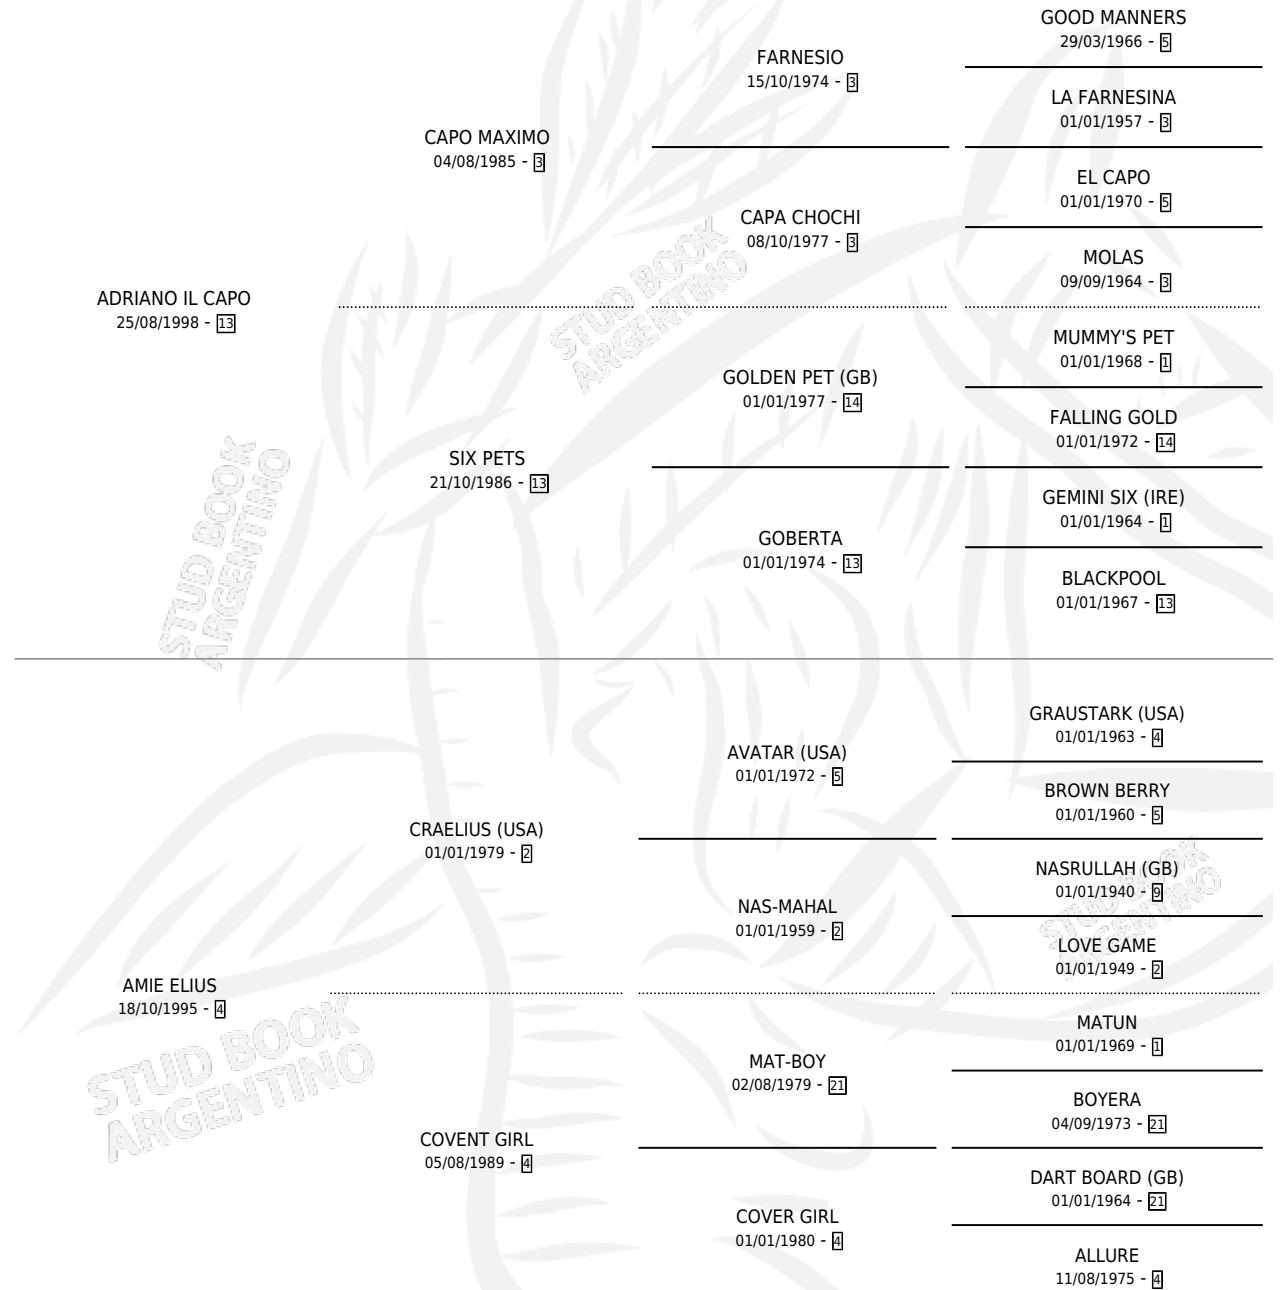 GOOD MANNERS
29/03/1966 - 5
FARNESIO
15/10/1974 - 3
LA FARNESINA
01/01/1957 - 3
CAPO MAXIMO
04/08/1985 - 3
EL CAPO
01/01/1970 - 5
CAPA CHOCHI
08/10/1977 - 3
MOLAS
09/09/1964 - 3
ADRIANO IL CAPO
25/08/1998 - 13
STUD BOOK
ARGENTINO
MUMMY'S PET
01/01/1968 - 1
GOLDEN PET (GB)
01/01/1977 - 14
FALLING GOLD
01/01/1972 - 14
SIX PETS
21/10/1986 - 13
GEMINI SIX (IRE)
01/01/1964 - 1
GOBERTA
01/01/1974 - 13
BLACKPOOL
01/01/1967 - 13
STUD BOOK
ARGENTINO
GRAUSTARK (USA)
01/01/1963 - 4
AVATAR (USA)
01/01/1972 - 5
BROWN BERRY
01/01/1960 - 5
CRAELIUS (USA)
01/01/1979 - 2
NASRULLAH (GB)
01/01/1940 - 9
STUD BOOK
ARGENTINO
NAS-MAHAL
01/01/1959 - 2
LOVE GAME
01/01/1949 - 2
AMIE ELIUS
18/10/1995 - 4
STUD BOOK
ARGENTINO
MATUN
01/01/1969 - 1
MAT-BOY
02/08/1979 - 21
BOYERA
04/09/1973 - 21
COVENT GIRL
05/08/1989 - 4
DART BOARD (GB)
01/01/1964 - 21
COVER GIRL
01/01/1980 - 4
ALLURE
11/08/1975 - 4